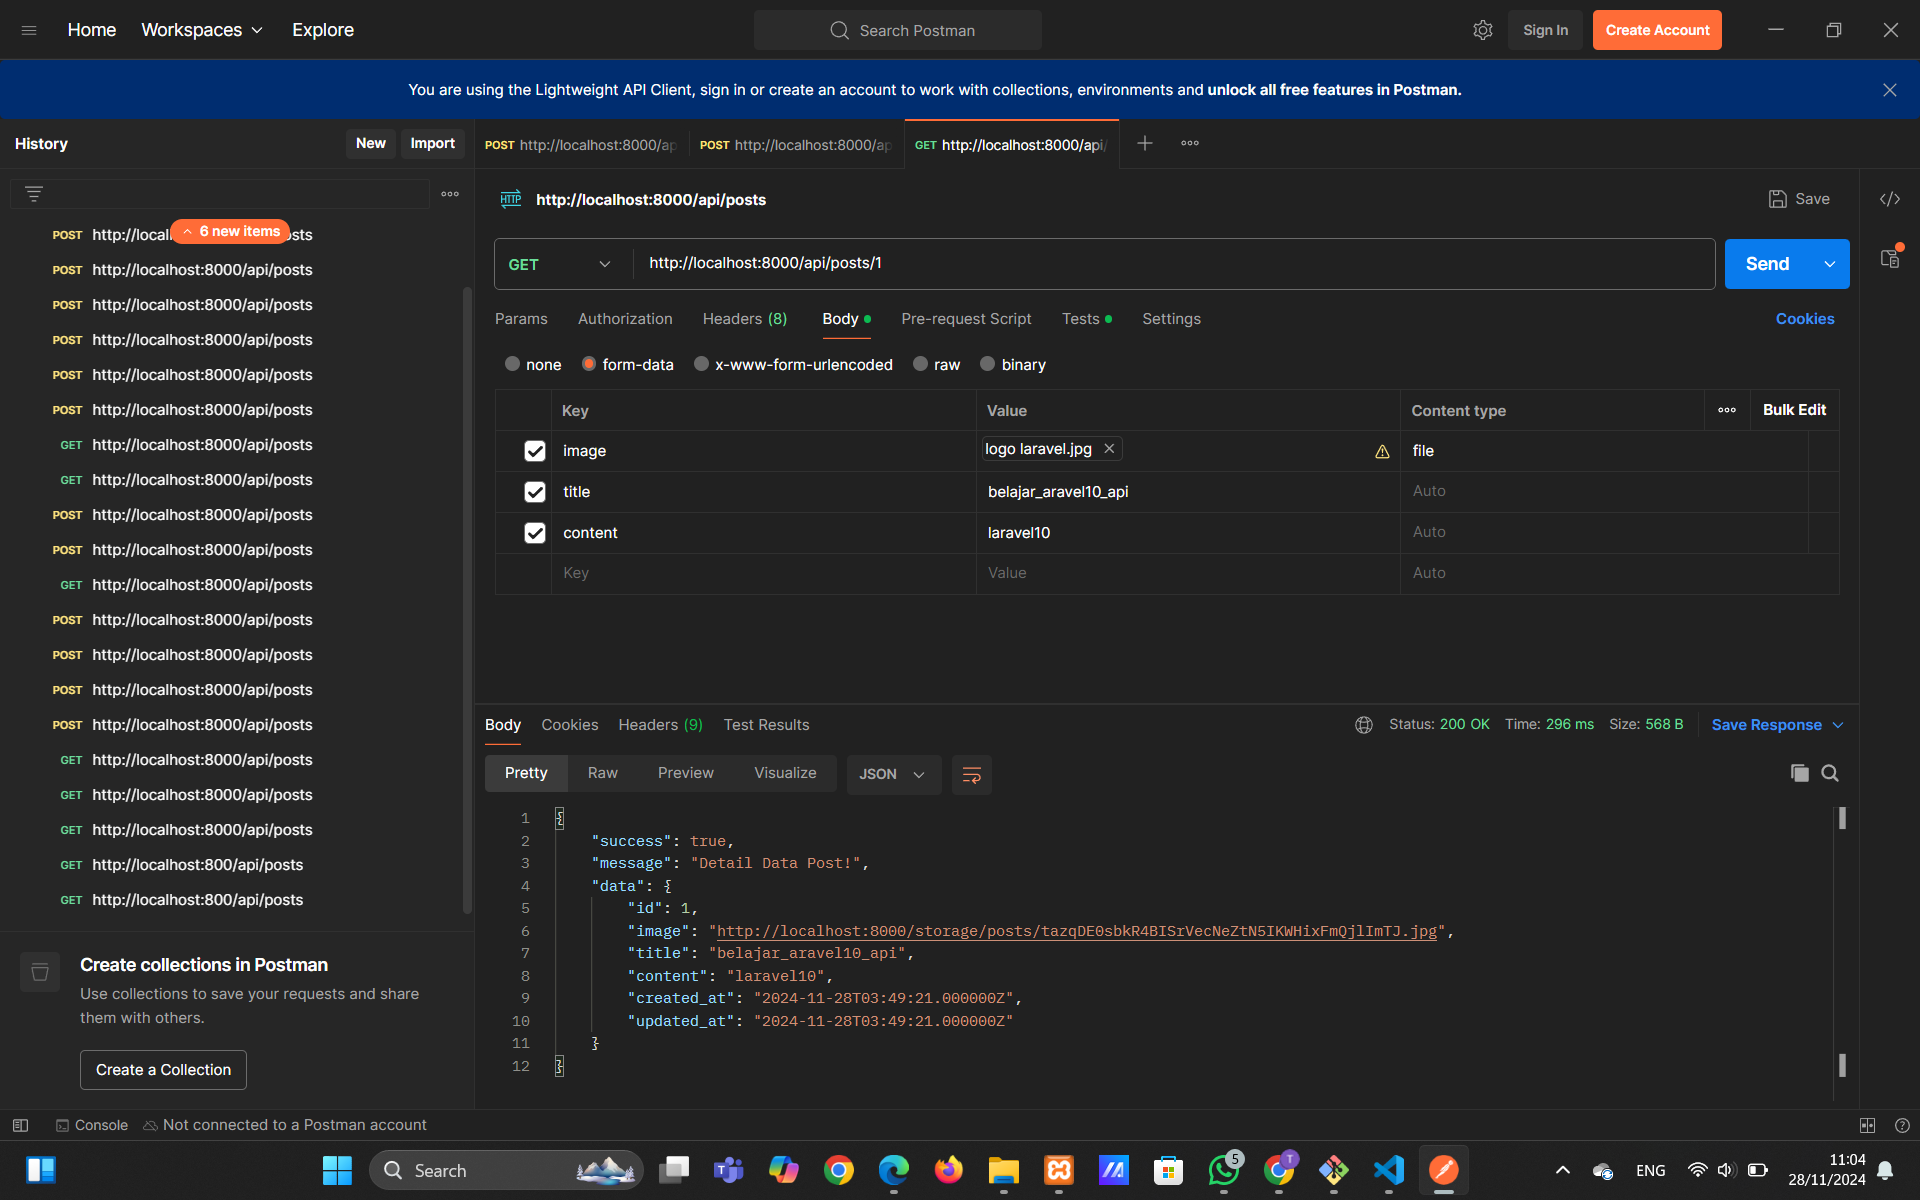 Home Workspaces Explore Search Postman Sign In Create Account
You are using the Lightweight API Client, sign in or create an account to work with collections, environments and unlock all free features in Postman.
History New Import
POST http://localhost:8000/ap POST http://localhost:8000/ap GET http://localhost:8000/api/
HTTP http://localhost:8000/api/posts Save
6 new items
POST http://local sts
POST http://localhost:8000/api/posts
POST http://localhost:8000/api/posts
POST http://localhost:8000/api/posts
POST http://localhost:8000/api/posts
POST http://localhost:8000/api/posts
GET http://localhost:8000/api/posts
GET http://localhost:8000/api/posts
POST http://localhost:8000/api/posts
POST http://localhost:8000/api/posts
GET http://localhost:8000/api/posts
POST http://localhost:8000/api/posts
POST http://localhost:8000/api/posts
POST http://localhost:8000/api/posts
POST http://localhost:8000/api/posts
GET http://localhost:8000/api/posts
GET http://localhost:8000/api/posts
GET http://localhost:8000/api/posts
GET http://localhost:800/api/posts
GET http://localhost:800/api/posts
Create collections in Postman
Use collections to save your requests and share
them with others.
Create a Collection
GET http://localhost:8000/api/posts/1 Send
Params Authorization Headers (8) Body Pre-request Script Tests Settings Cookies
none form-data x-www-form-urlencoded raw binary
Key Value Content type Bulk Edit
image logo laravel.jpg file
title belajar_aravel10_api Auto
content laravel10 Auto
Key Value Auto
Body Cookies Headers (9) Test Results Status: 200 OK Time: 296 ms Size: 568 B Save Response
Pretty Raw Preview Visualize JSON
1 {
2 "success": true,
3 "message": "Detail Data Post!",
4 "data": {
5 "id": 1,
6 "image": "http://localhost:8000/storage/posts/tazqDE0sbkR4BISrVecNeZtN5IKWHixFmQjlImTJ.jpg",
7 "title": "belajar_aravel10_api",
8 "content": "laravel10",
9 "created_at": "2024-11-28T03:49:21.000000Z",
10 "updated_at": "2024-11-28T03:49:21.000000Z"
11 }
12 }
Console Not connected to a Postman account
Search 5 T ENG 11:04
28/11/2024